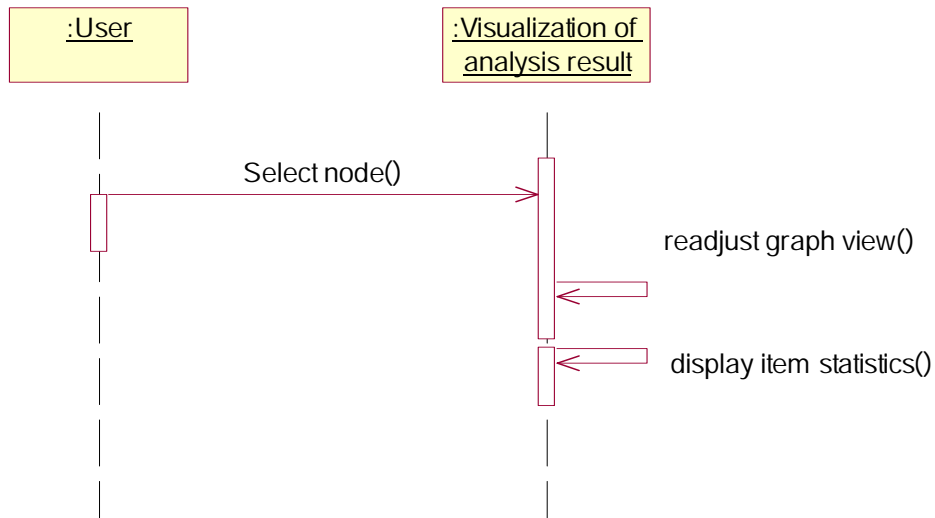 :User
:Visualization of
analysis result
Select node()
readjust graph view()
display item statistics()